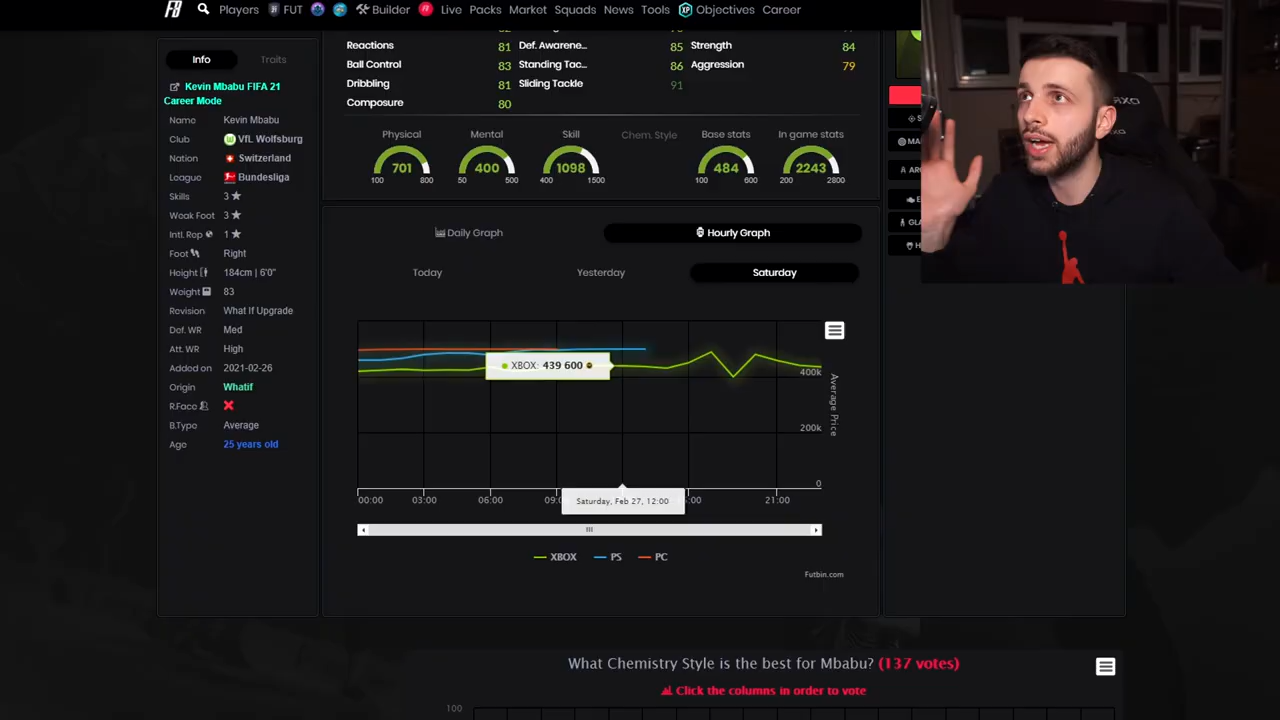 Players FUT Builder Live Packs Market Squads News Tools XP Objectives Career
Info Traits
Kevin Mbabu FIFA 21
Career Mode
Name Kevin Mbabu
Club VfL Wolfsburg
Nation Switzerland
League Bundesliga
Skills 3
Weak Foot 3
Intl. Rep 1
Foot Right
Height 184cm | 6'0"
Weight 83
Revision What If Upgrade
Def. WR Med
Att. WR High
Added on 2021-02-26
Origin Whatif
R.Face
B.Type Average
Age 25 years old
Reactions 81 Def. Awarene... 85 Strength 84
Ball Control 83 Standing Tac... 86 Aggression 79
Dribbling 81 Sliding Tackle 91
Composure 80
Physical Mental Skill Chem. Style Base stats In game stats
701 400 1098 484 2243
100 800 50 500 400 1500 100 600 200 2800
Daily Graph Hourly Graph
Today Yesterday Saturday
XBOX: 439 600
400k
200k
0
Average Price
00:00 03:00 06:00 21:00
Saturday, Feb 27, 12:00
XBOX PS PC
Futbin.com
What Chemistry Style is the best for Mbabu? (137 votes)
Click the columns in order to vote
100